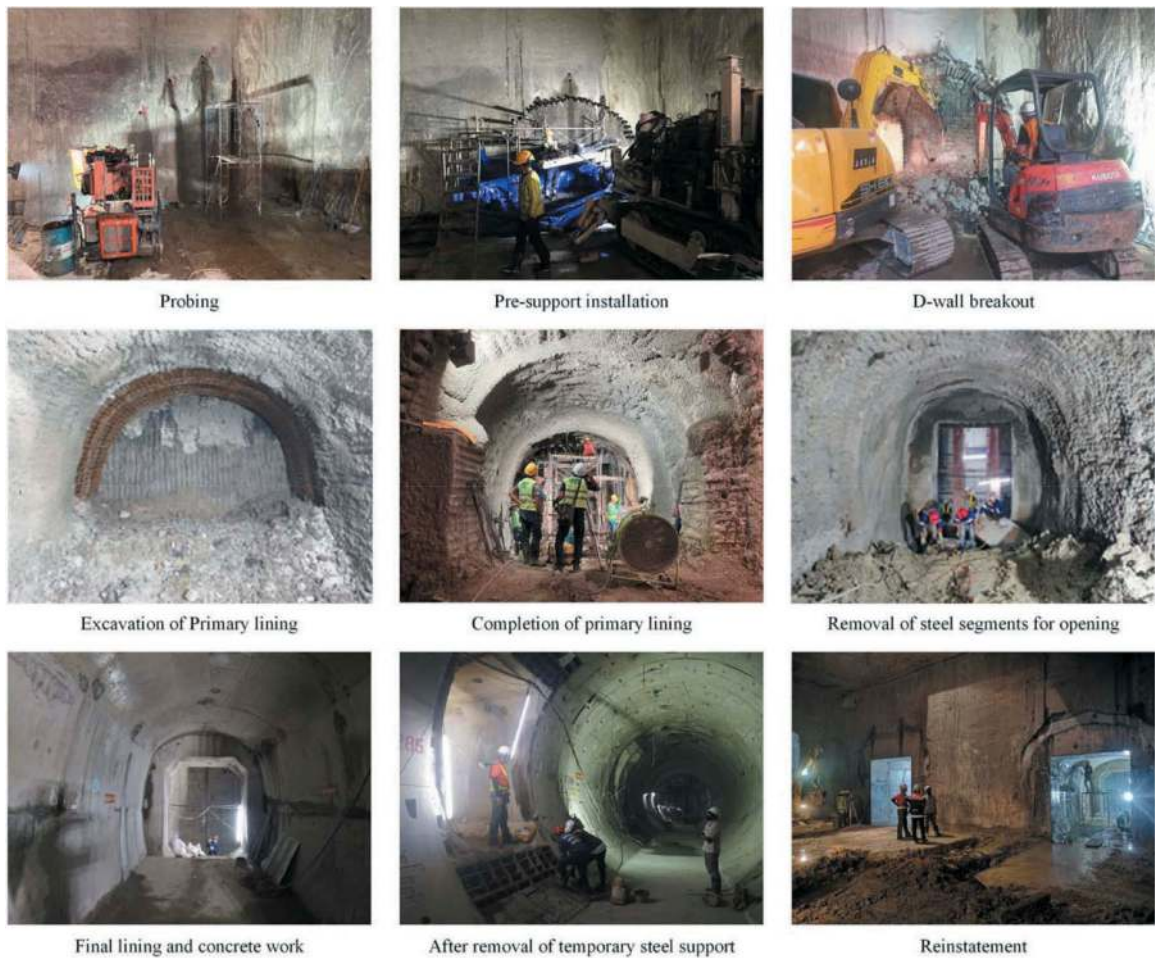 Probing
Pre-support installation
D-wall breakout
KUBOTA
Excavation of Primary lining
Completion of primary lining
Removal of steel segments for opening
Final lining and concrete work
After removal of temporary steel support
Reinstatement